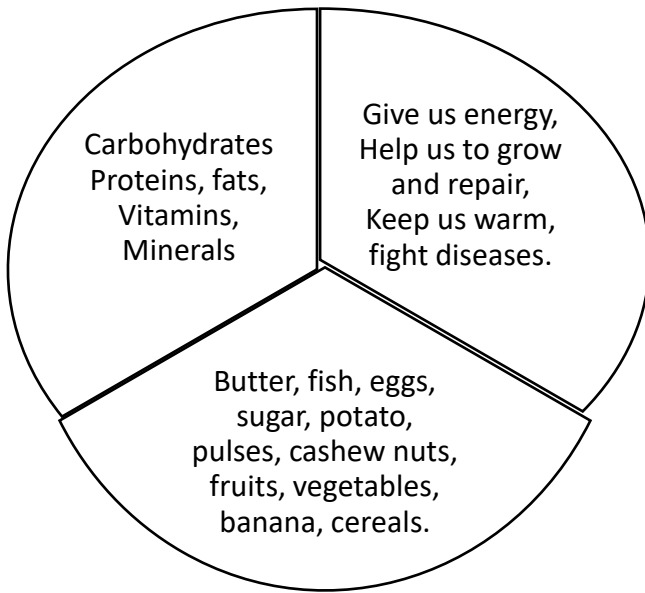 Carbohydrates
Proteins, fats,
Vitamins,
Minerals
Give us energy,
Help us to grow
and repair,
Keep us warm,
fight diseases.
Butter, fish, eggs,
sugar, potato,
pulses, cashew nuts,
fruits, vegetables,
banana, cereals.